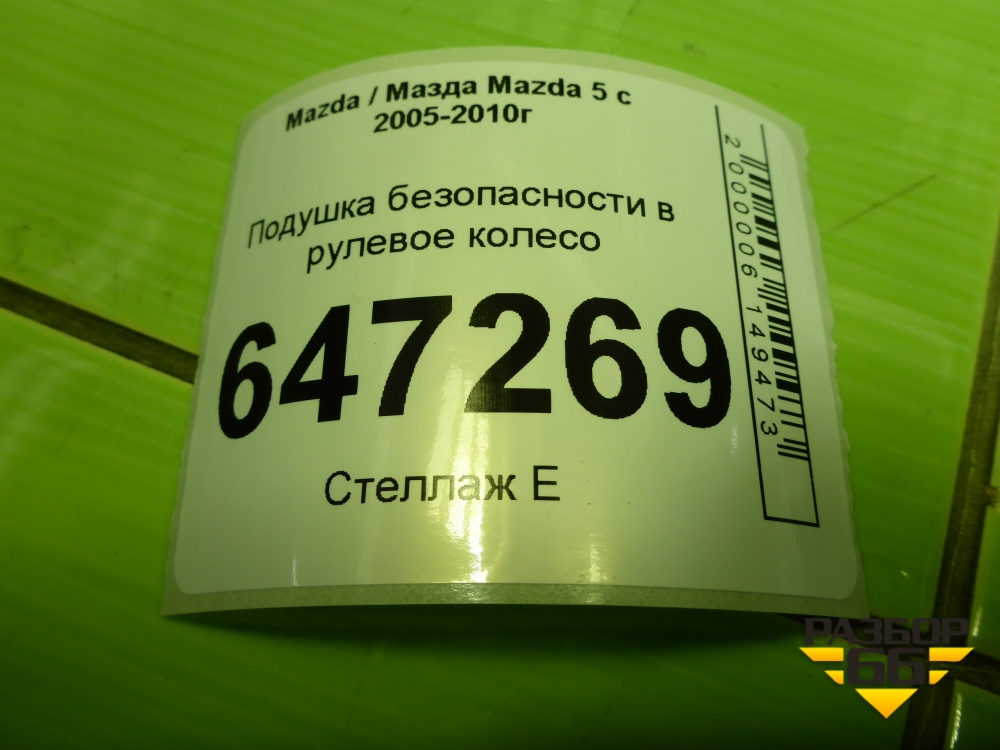 Mazda / Мазда Mazda 5 с
2005-2010г
Подушка безопасности в
рулевое колесо
647269
Стеллаж Е
2000006149473
РАЗБОР
66